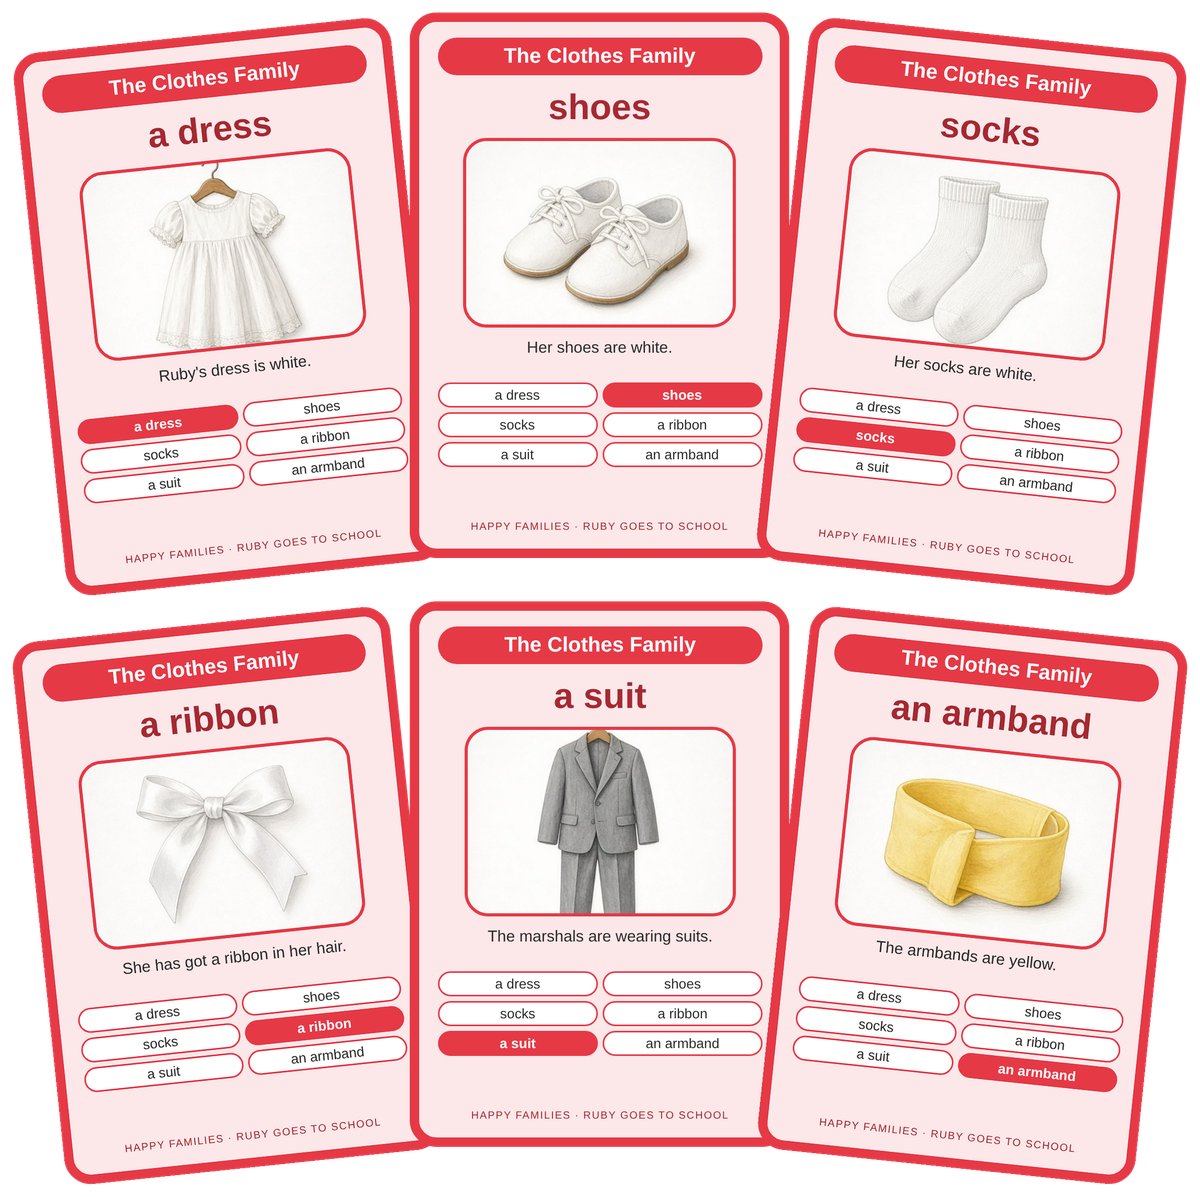 The Clothes Family
a dress
Ruby's dress is white.
a dress
shoes
socks
a ribbon
a suit
an armband
HAPPY FAMILIES · RUBY GOES TO SCHOOL
The Clothes Family
shoes
Her shoes are white.
a dress
shoes
socks
a ribbon
a suit
an armband
HAPPY FAMILIES · RUBY GOES TO SCHOOL
The Clothes Family
socks
Her socks are white.
a dress
shoes
socks
a ribbon
a suit
an armband
HAPPY FAMILIES · RUBY GOES TO SCHOOL
The Clothes Family
a ribbon
She has got a ribbon in her hair.
a dress
shoes
socks
a ribbon
a suit
an armband
HAPPY FAMILIES · RUBY GOES TO SCHOOL
The Clothes Family
a suit
The marshals are wearing suits.
a dress
shoes
socks
a ribbon
a suit
an armband
HAPPY FAMILIES · RUBY GOES TO SCHOOL
The Clothes Family
an armband
The armbands are yellow.
a dress
shoes
socks
a ribbon
a suit
an armband
HAPPY FAMILIES · RUBY GOES TO SCHOOL